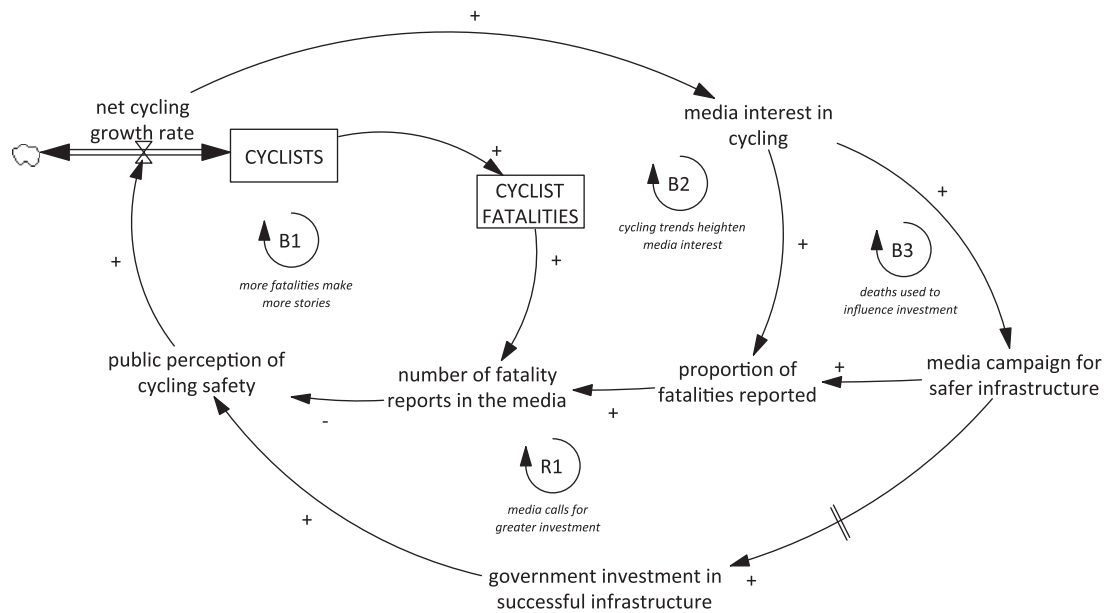 +
net cycling
growth rate
media interest in
cycling
CYCLISTS
+
CYCLIST
FATALITIES
B2
+
cycling trends heighten
media interest
B1
B3
+
+
+
more fatalities make
more stories
deaths used to
influence investment
public perception of
cycling safety
number of fatality
reports in the media
proportion of
fatalities reported
+
media campaign for
safer infrastructure
-
+
R1
media calls for
greater investment
+
government investment in
successful infrastructure
+